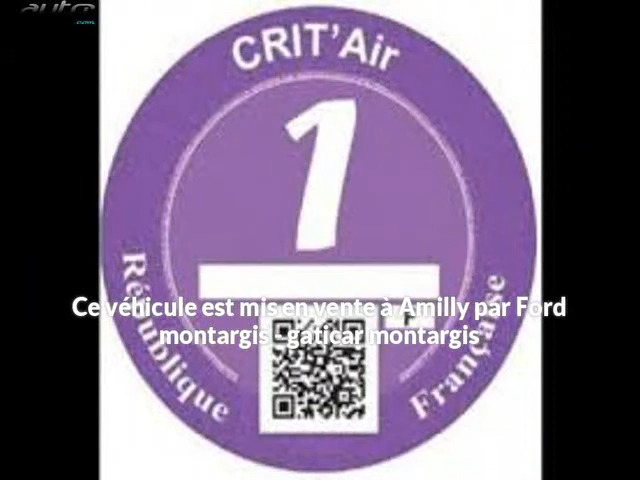 CRIT'Air
1
République
Française
Ce véhicule est mis en vente à Amilly par Ford
montargis - gaticar montargis